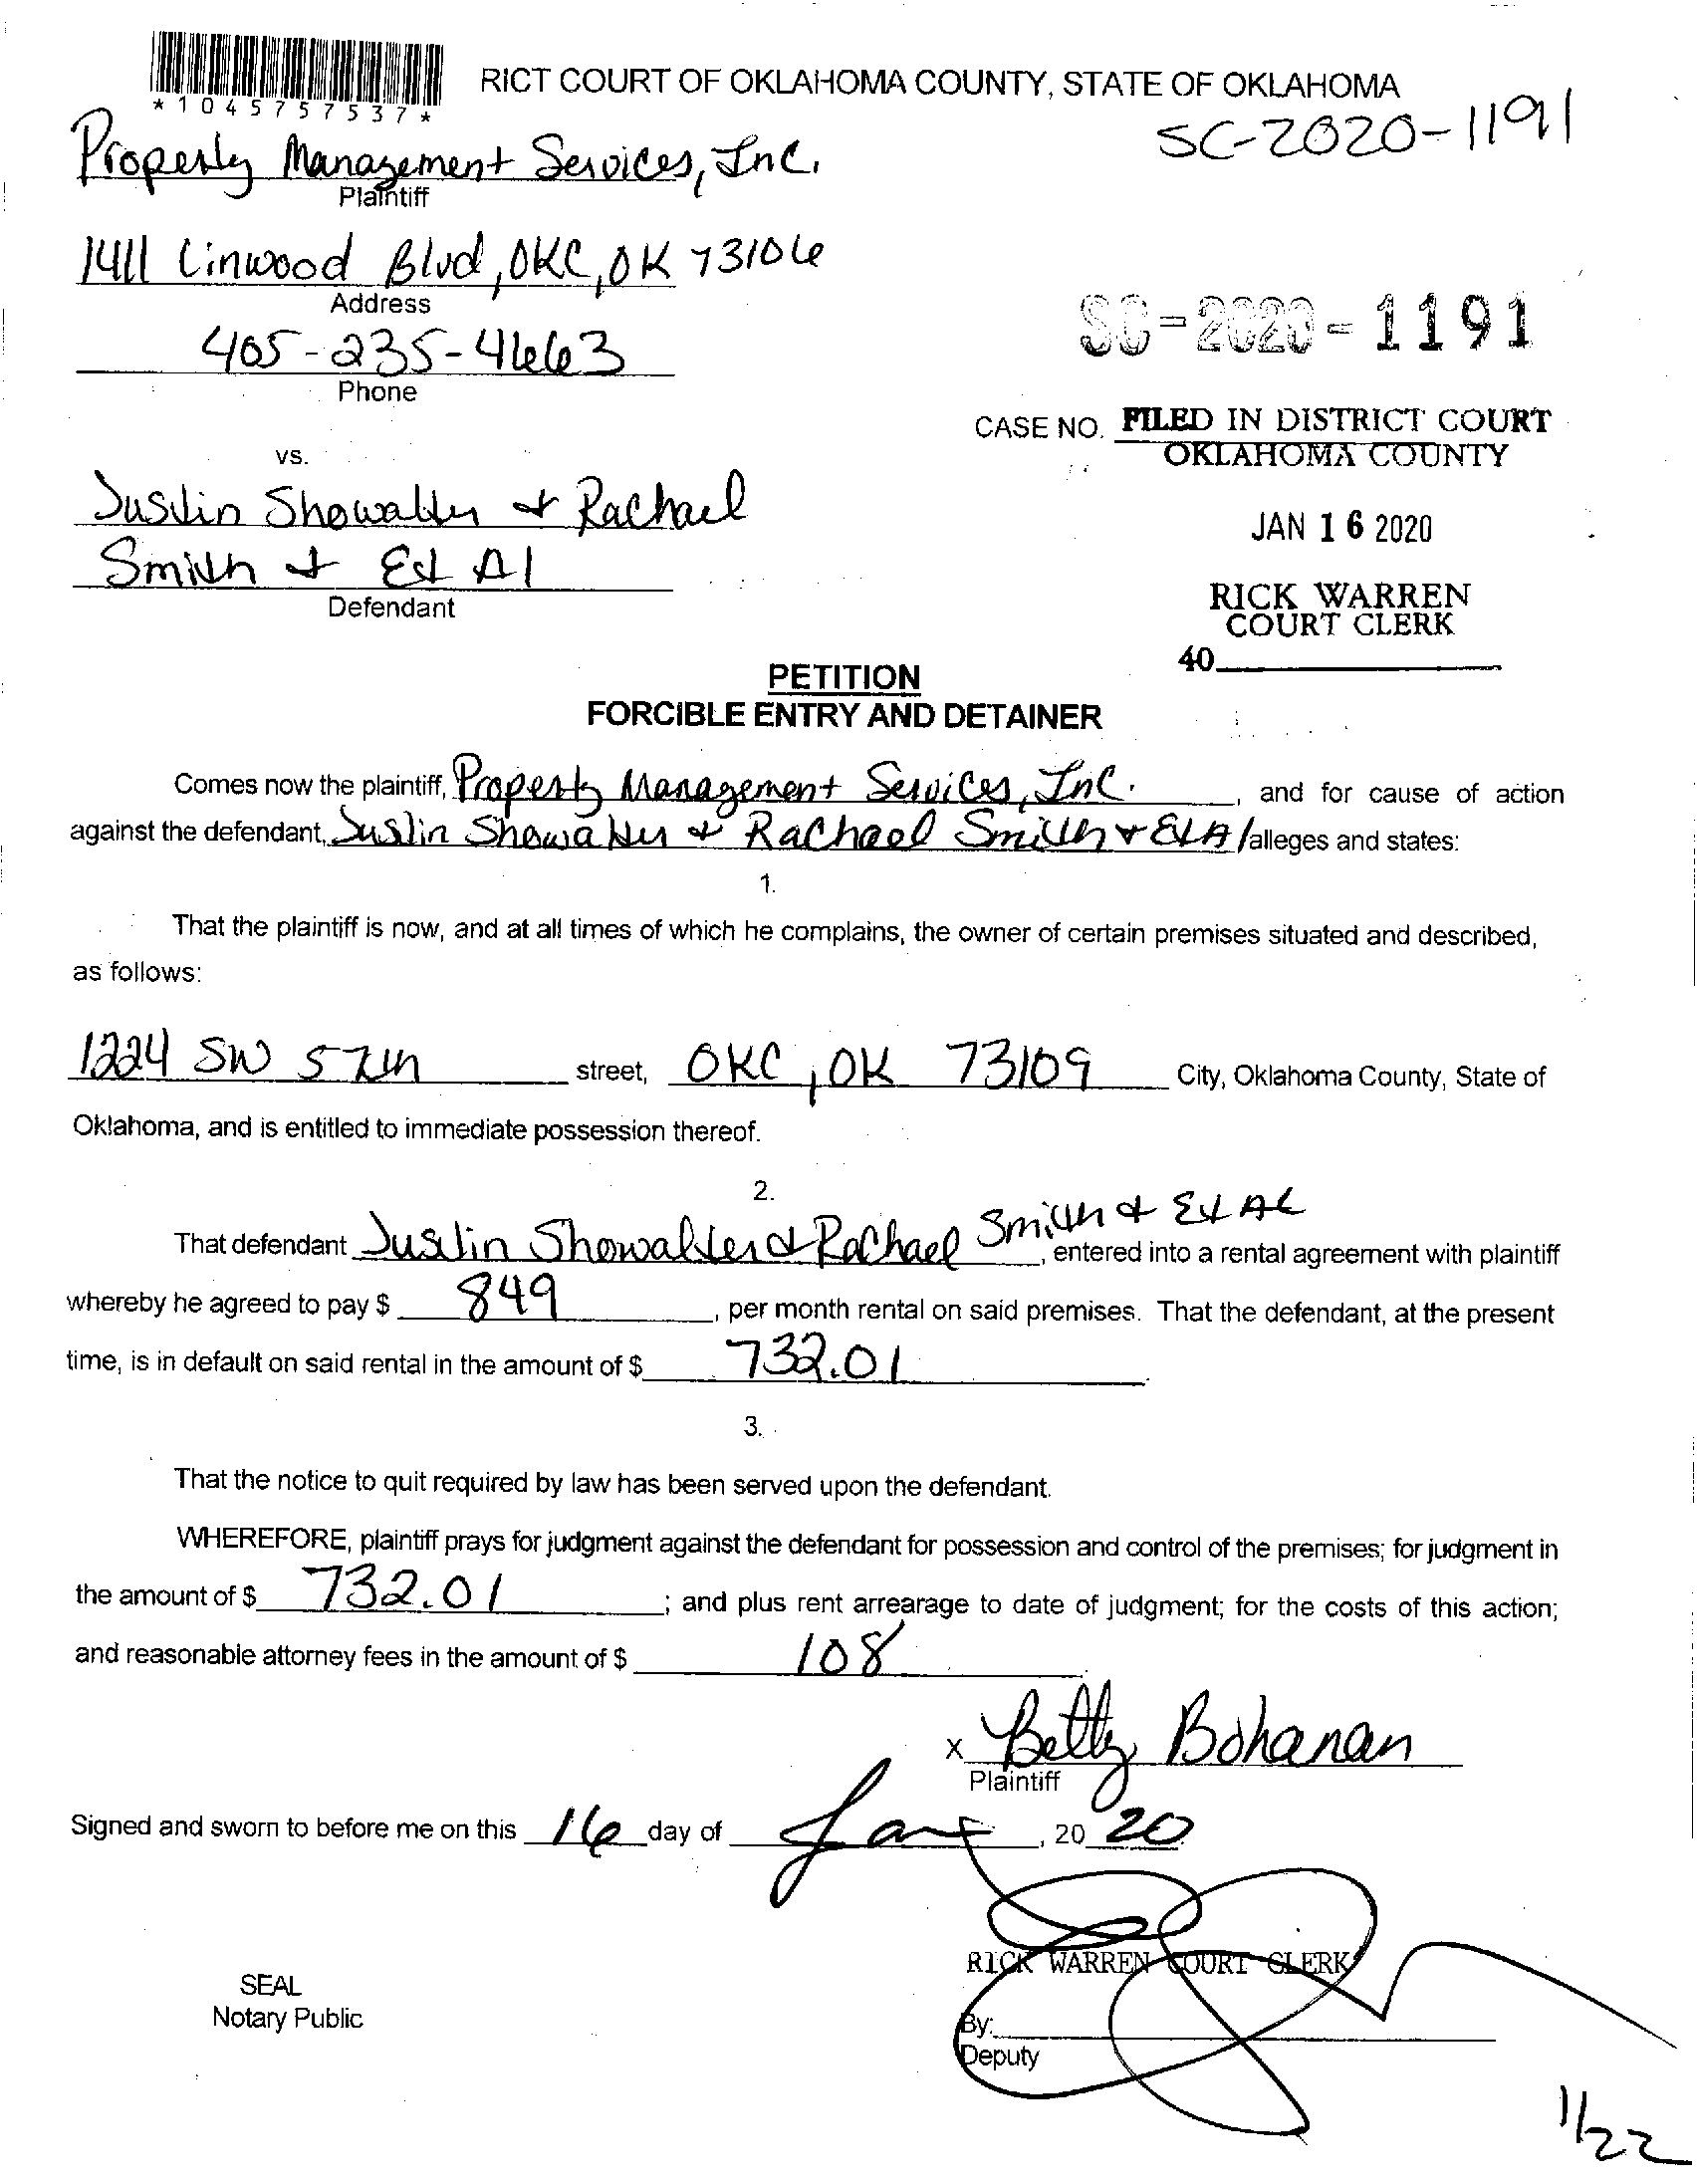 *1045757537*
RICT COURT OF OKLAHOMA COUNTY, STATE OF OKLAHOMA
SC-2020-1191
Property Management Services, Inc.
Plaintiff
1411 Linwood Blvd, OKC, OK 73106
Address
405-235-4663
Phone
SC-2020-1191
CASE NO. FILED IN DISTRICT COURT
OKLAHOMA COUNTY
vs.
Justin Showalter & Rachael
Smith & Et Al
Defendant
JAN 16 2020
RICK WARREN
COURT CLERK
40
PETITION
FORCIBLE ENTRY AND DETAINER
Comes now the plaintiff, Property Management Services, Inc., and for cause of action
against the defendant, Justin Showalter & Rachael Smith & Et Al alleges and states:
1.
That the plaintiff is now, and at all times of which he complains, the owner of certain premises situated and described,
as follows:
1224 SW 57th street, OKC, OK 73109 City, Oklahoma County, State of
Oklahoma, and is entitled to immediate possession thereof.
2.
That defendant Justin Showalter & Rachael Smith & Et Al, entered into a rental agreement with plaintiff
whereby he agreed to pay $ 849, per month rental on said premises. That the defendant, at the present
time, is in default on said rental in the amount of $ 732.01.
3.
That the notice to quit required by law has been served upon the defendant.
WHEREFORE, plaintiff prays for judgment against the defendant for possession and control of the premises; for judgment in
the amount of $ 732.01; and plus rent arrearage to date of judgment; for the costs of this action;
and reasonable attorney fees in the amount of $ 108.
x Betty Bohanan
Plaintiff
Signed and sworn to before me on this 16 day of Jan, 20 20
RICK WARREN COURT CLERK
SEAL
Notary Public
By:
Deputy
1/22